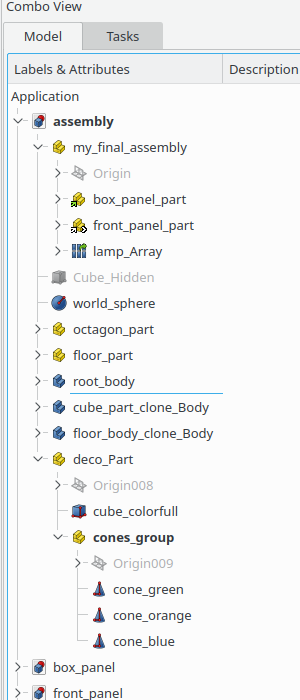 Combo View
Model Tasks
Labels & Attributes Description
Application
assembly
my_final_assembly
Origin
box_panel_part
front_panel_part
lamp_Array
Cube_Hidden
world_sphere
octagon_part
floor_part
root_body
cube_part_clone_Body
floor_body_clone_Body
deco_Part
Origin008
cube_colorfull
cones_group
Origin009
cone_green
cone_orange
cone_blue
box_panel
front_panel